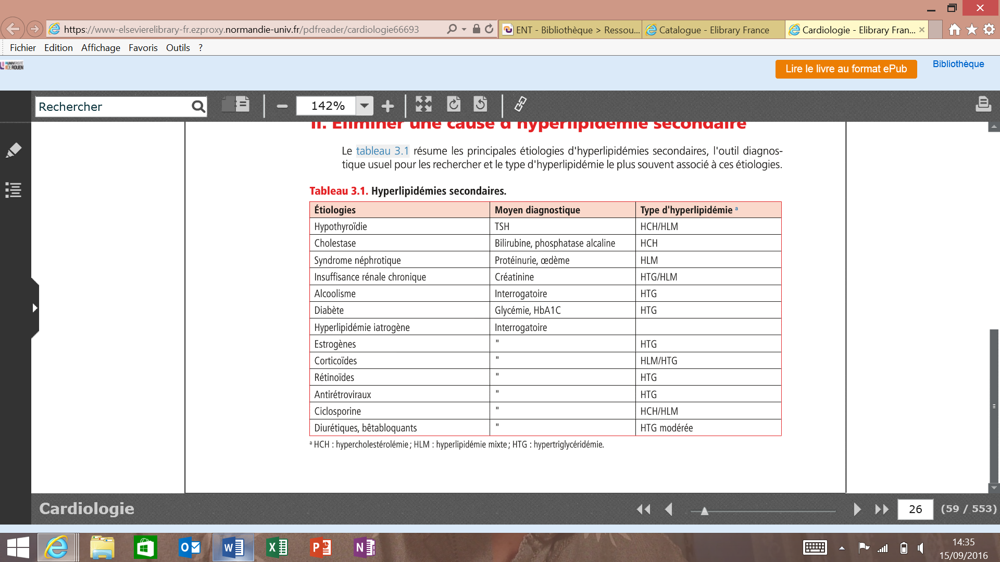 https://www-elsevierelibrary-fr.ezproxy.normandie-univ.fr/pdfreader/cardiologie66693
ENT - Bibliothèque > Ressou...
Catalogue - Elibrary France
Cardiologie - Elibrary Fran...
Fichier Edition Affichage Favoris Outils ?
UNIVERSITÉ DE ROUEN
Lire le livre au format ePub
Bibliothèque
Rechercher
142%
II. Éliminer une cause d'hyperlipidémie secondaire
Le tableau 3.1 résume les principales étiologies d'hyperlipidémies secondaires, l'outil diagnos-
tique usuel pour les rechercher et le type d'hyperlipidémie le plus souvent associé à ces étiologies.
Tableau 3.1. Hyperlipidémies secondaires.
Étiologies Moyen diagnostique Type d'hyperlipidémie a
Hypothyroïdie TSH HCH/HLM
Cholestase Bilirubine, phosphatase alcaline HCH
Syndrome néphrotique Protéinurie, œdème HLM
Insuffisance rénale chronique Créatinine HTG/HLM
Alcoolisme Interrogatoire HTG
Diabète Glycémie, HbA1C HTG
Hyperlipidémie iatrogène Interrogatoire
Estrogènes " HTG
Corticoïdes " HLM/HTG
Rétinoïdes " HTG
Antirétroviraux " HTG
Ciclosporine " HCH/HLM
Diurétiques, bêtabloquants " HTG modérée
a HCH : hypercholestérolémie ; HLM : hyperlipidémie mixte ; HTG : hypertriglycéridémie.
Cardiologie
26 (59 / 553)
14:35
15/09/2016